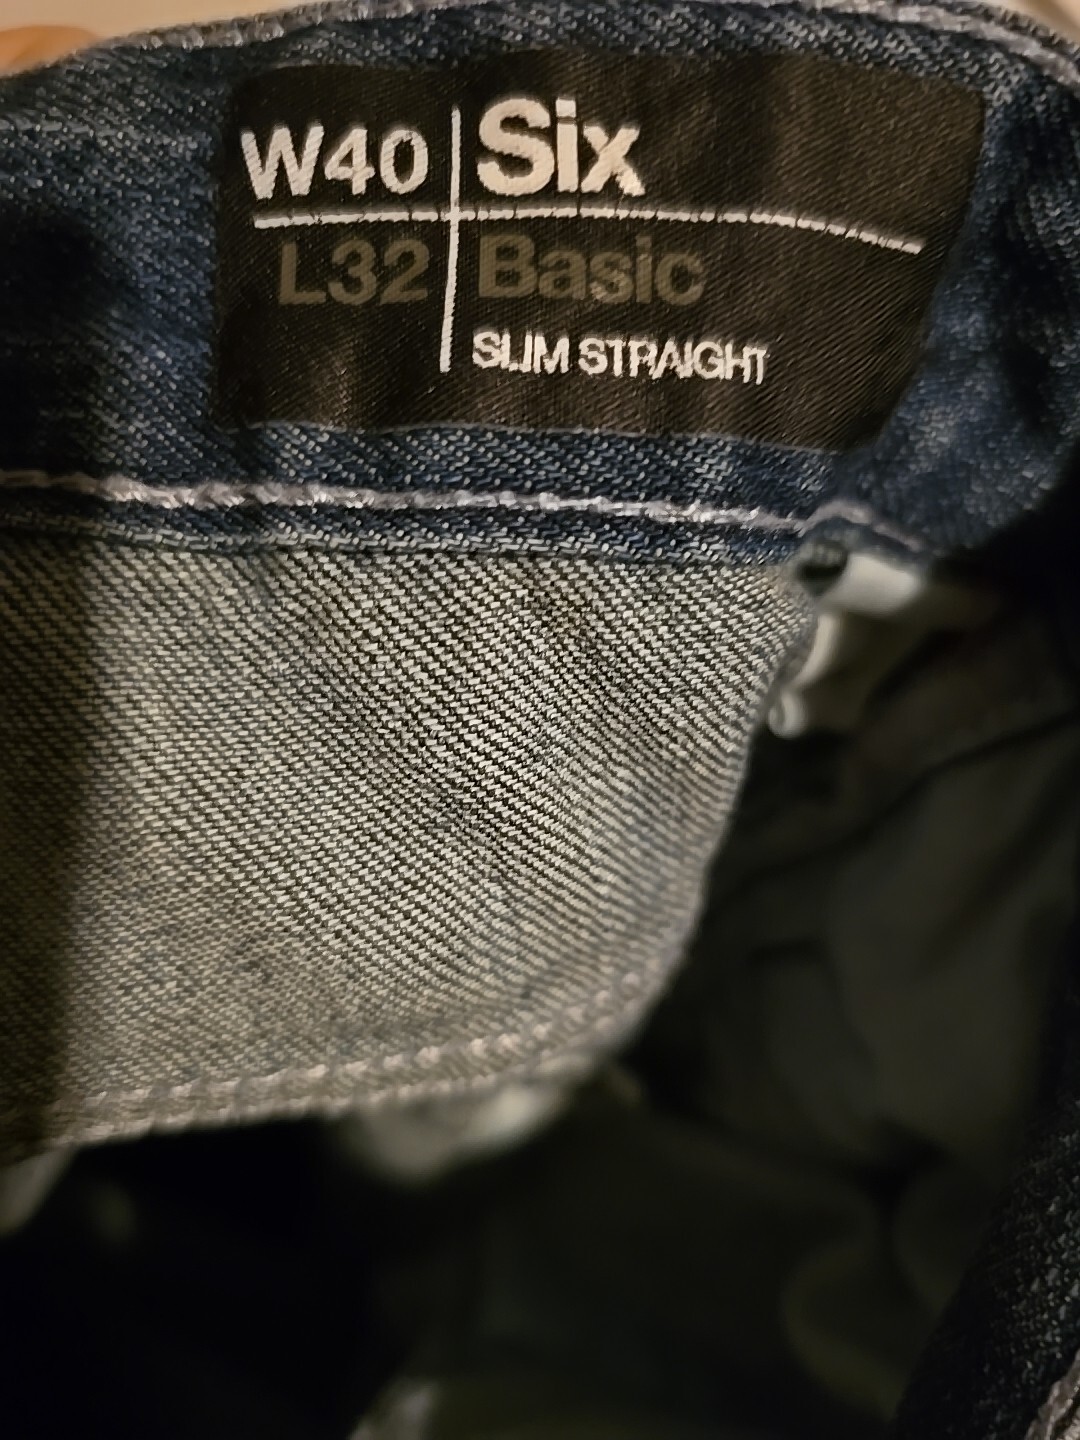 W40 Six
L32 Basic
SLIM STRAIGHT